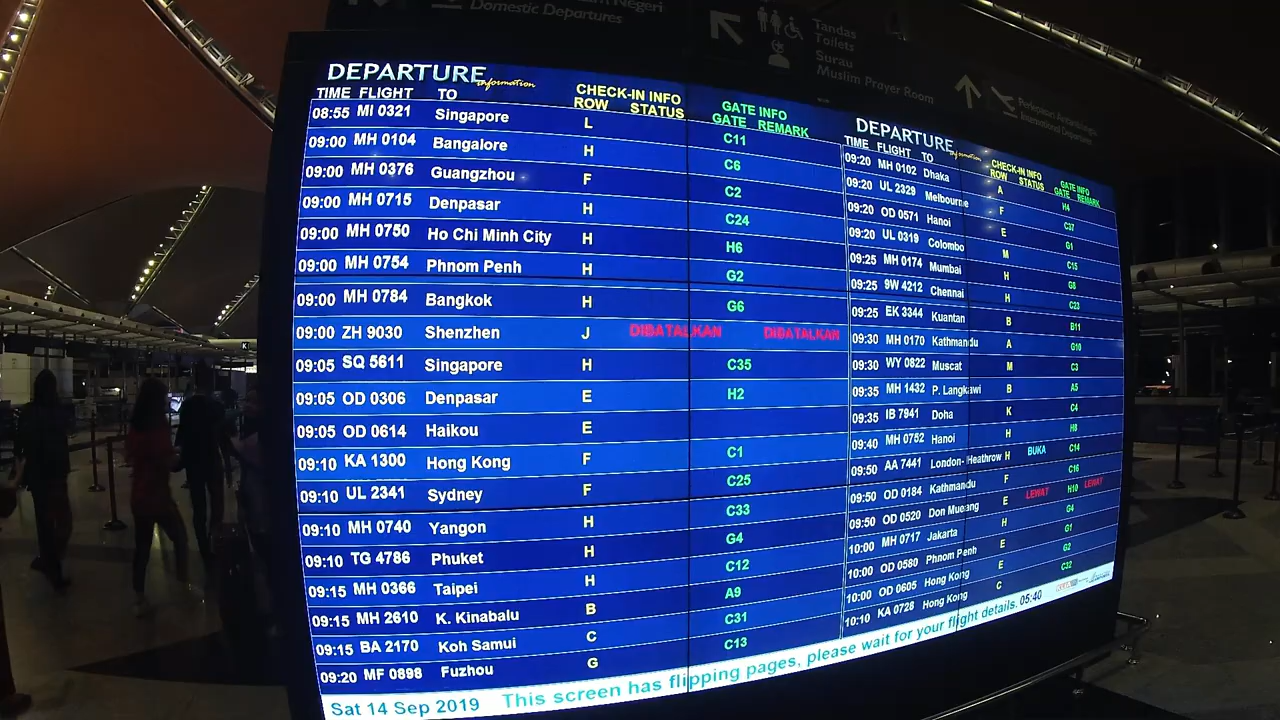 Negeri
Domestic Departures
Tandas
Toilets
Surau
Muslim Prayer Room
Perlepasan Antarabangsa
International Departures
DEPARTURE information
CHECK-IN INFO GATE INFO
TIME FLIGHT TO ROW STATUS GATE REMARK
08:55 MI 0321 Singapore L C11
09:00 MH 0104 Bangalore H C6
09:00 MH 0376 Guangzhou F C2
09:00 MH 0715 Denpasar H C24
09:00 MH 0750 Ho Chi Minh City H H6
09:00 MH 0754 Phnom Penh H G2
09:00 MH 0784 Bangkok H G6
09:00 ZH 9030 Shenzhen J DIBATALKAN DIBATALKAN
09:05 SQ 5611 Singapore H C35
09:05 OD 0306 Denpasar E H2
09:05 OD 0614 Haikou E
09:10 KA 1300 Hong Kong F C1
09:10 UL 2341 Sydney F C25
09:10 MH 0740 Yangon H C33
09:10 TG 4786 Phuket H G4
09:15 MH 0366 Taipei H C12
09:15 MH 2610 K. Kinabalu B A9
09:15 BA 2170 Koh Samui C C31
09:20 MF 0898 Fuzhou G C13
DEPARTURE information
CHECK-IN INFO GATE INFO
TIME FLIGHT TO ROW STATUS GATE REMARK
09:20 MH 0102 Dhaka A H4
09:20 UL 2329 Melbourne F C37
09:20 OD 0571 Hanoi E G1
09:20 UL 0319 Colombo M C15
09:25 MH 0174 Mumbai H G8
09:25 9W 4212 Chennai H C23
09:25 EK 3344 Kuantan B B11
09:30 MH 0170 Kathmandu A G10
09:30 WY 0822 Muscat M C3
09:35 MH 1432 P. Langkawi B A5
09:35 IB 7941 Doha K C4
09:40 MH 0752 Hanoi H H8
09:50 AA 7441 London-Heathrow H BUKA C14
09:50 OD 0184 Kathmandu F C16
09:50 OD 0520 Don Mueang E LEWAT H10 LEWAT
10:00 MH 0717 Jakarta H G4
10:00 OD 0580 Phnom Penh E G1
10:00 OD 0605 Hong Kong E G2
10:10 KA 0728 Hong Kong C C32
Sat 14 Sep 2019 This screen has flipping pages, please wait for your flight details. 05:40
K